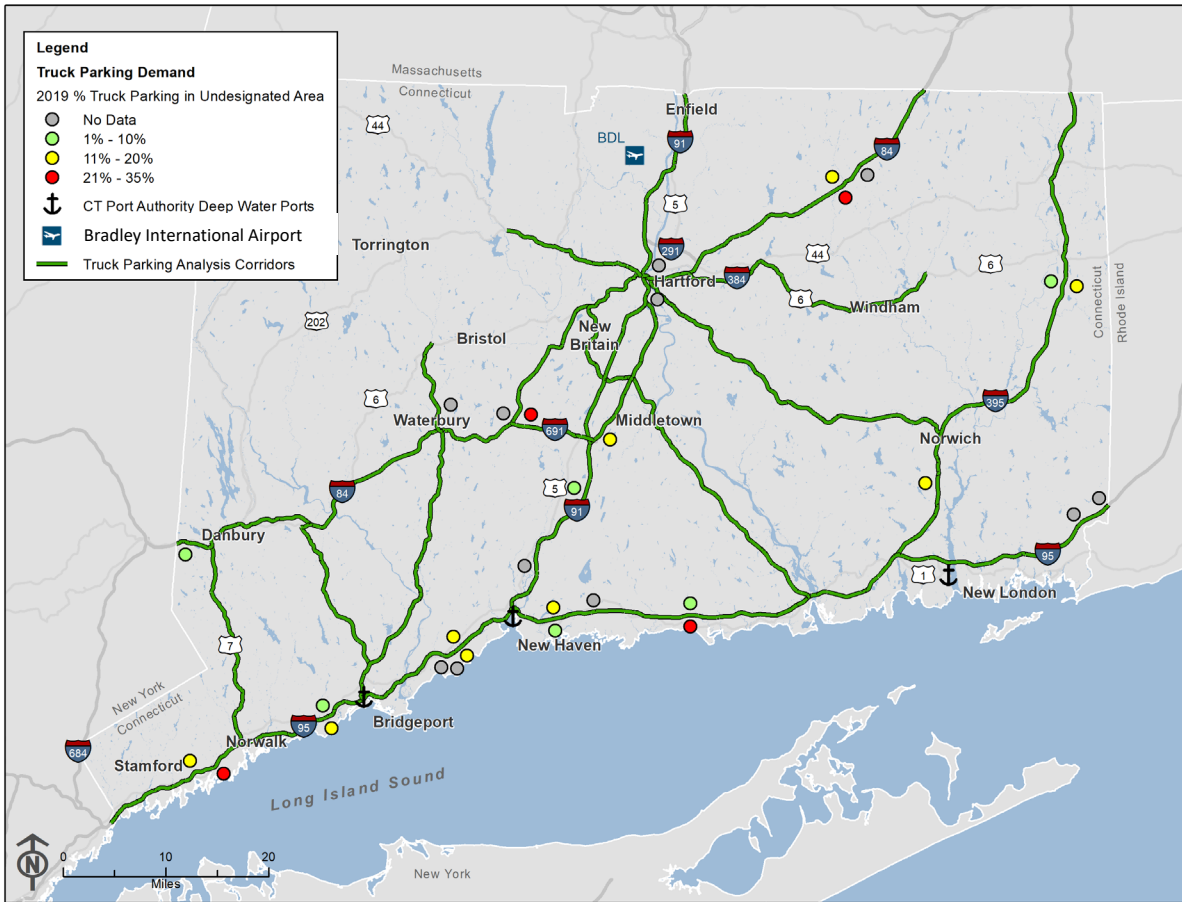 Legend
Truck Parking Demand
2019 % Truck Parking in Undesignated Area
No Data
1% - 10%
11% - 20%
21% - 35%
CT Port Authority Deep Water Ports
Bradley International Airport
Truck Parking Analysis Corridors
Massachusetts
Connecticut
44
Enfield
BDL
91
84
5
Torrington
291
44
6
Hartford
384
6
Windham
Connecticut
Rhode Island
202
Bristol
New
Britain
6
Waterbury
691
Middletown
395
Norwich
84
5
91
Danbury
95
1
New London
New Haven
7
New York
Connecticut
Bridgeport
95
Norwalk
684
Stamford
Long Island Sound
N
0 10 20
Miles
New York